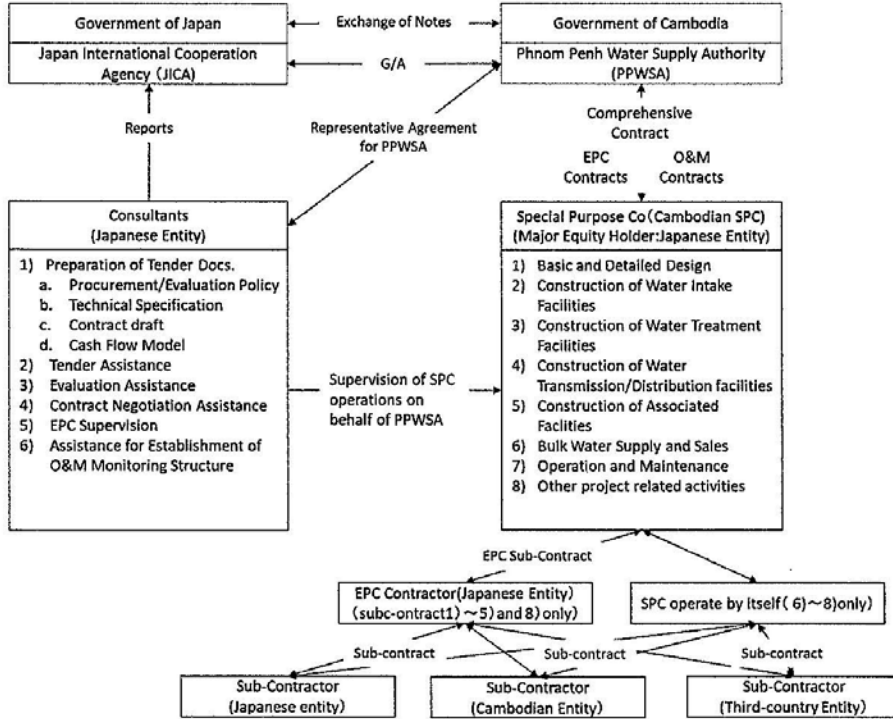 Government of Japan
Exchange of Notes
Government of Cambodia
Japan International Cooperation
Agency (JICA)
G/A
Phnom Penh Water Supply Authority
(PPWSA)
Reports
Representative Agreement
for PPWSA
Comprehensive
Contract
EPC
Contracts
O&M
Contracts
Consultants
(Japanese Entity)
1) Preparation of Tender Docs.
a. Procurement/Evaluation Policy
b. Technical Specification
c. Contract draft
d. Cash Flow Model
2) Tender Assistance
3) Evaluation Assistance
4) Contract Negotiation Assistance
5) EPC Supervision
6) Assistance for Establishment of
O&M Monitoring Structure
Supervision of SPC
operations on
behalf of PPWSA
Special Purpose Co(Cambodian SPC)
(Major Equity Holder:Japanese Entity)
1) Basic and Detailed Design
2) Construction of Water Intake
Facilities
3) Construction of Water Treatment
Facilities
4) Construction of Water
Transmission/Distribution facilities
5) Construction of Associated
Faclities
6) Bulk Water Supply and Sales
7) Operation and Maintenance
8) Other project related activities
EPC Sub-Contract
EPC Contractor(Japanese Entity)
(subc-ontract1) ~5) and 8) only)
SPC operate by itself( 6)~8)only)
Sub-contract
Sub-contract
Sub-contract
Sub-contract
Sub-Contractor
(Japanese entity)
Sub-Contractor
(Cambodian Entity)
Sub-Contractor
(Third-country Entity)